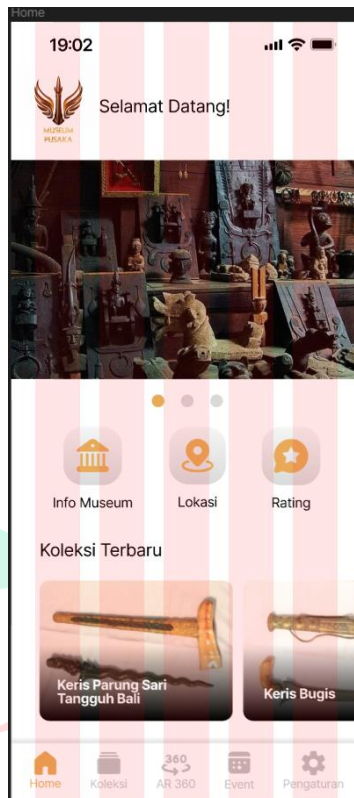 Home
19:02
MUSEUM
PUSAKA
Selamat Datang!
Info Museum
Lokasi
Rating
Koleksi Terbaru
Keris Parung Sari
Tangguh Bali
Keris Bugis
360
Home
Koleksi
AR 360
Event
Pengaturan